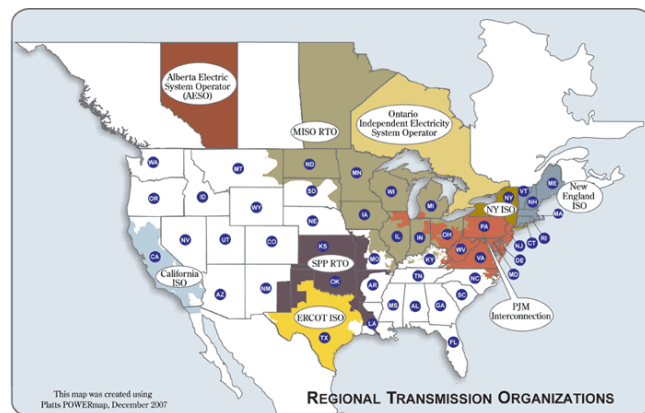 Alberta Electric
System Operator
(AESO)
MISO RTO
Ontario
Independent Electricity
System Operator
New England
ISO
NY ISO
California
ISO
SPP RTO
ERCOT ISO
PJM
Interconnection
WA
MT
ND
MN
OR
ID
WY
SD
WI
MI
NY
VT
NH
ME
MA
RI
CT
NJ
DE
MD
NV
UT
CO
NE
IA
IL
IN
OH
PA
WV
VA
CA
AZ
NM
KS
OK
TX
MO
AR
LA
KY
TN
NC
SC
MS
AL
GA
FL
This map was created using
Platts POWERmap, December 2007
REGIONAL TRANSMISSION ORGANIZATIONS